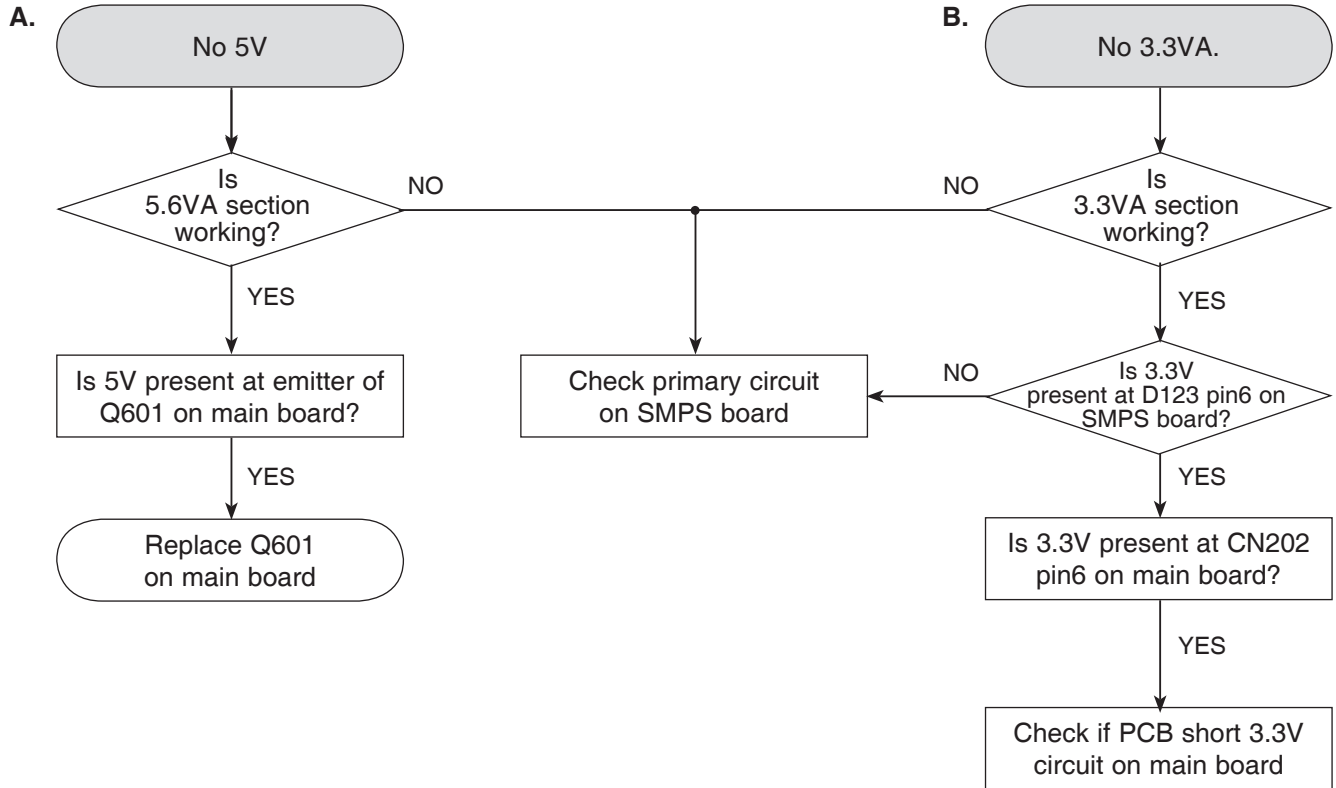 A.
No 5V
Is
5.6VA section
working?
NO
YES
Is 5V present at emitter of
Q601 on main board?
YES
Replace Q601
on main board
Check primary circuit
on SMPS board
B.
No 3.3VA.
Is
3.3VA section
working?
NO
YES
Is 3.3V
present at D123 pin6 on
SMPS board?
NO
YES
Is 3.3V present at CN202
pin6 on main board?
YES
Check if PCB short 3.3V
circuit on main board